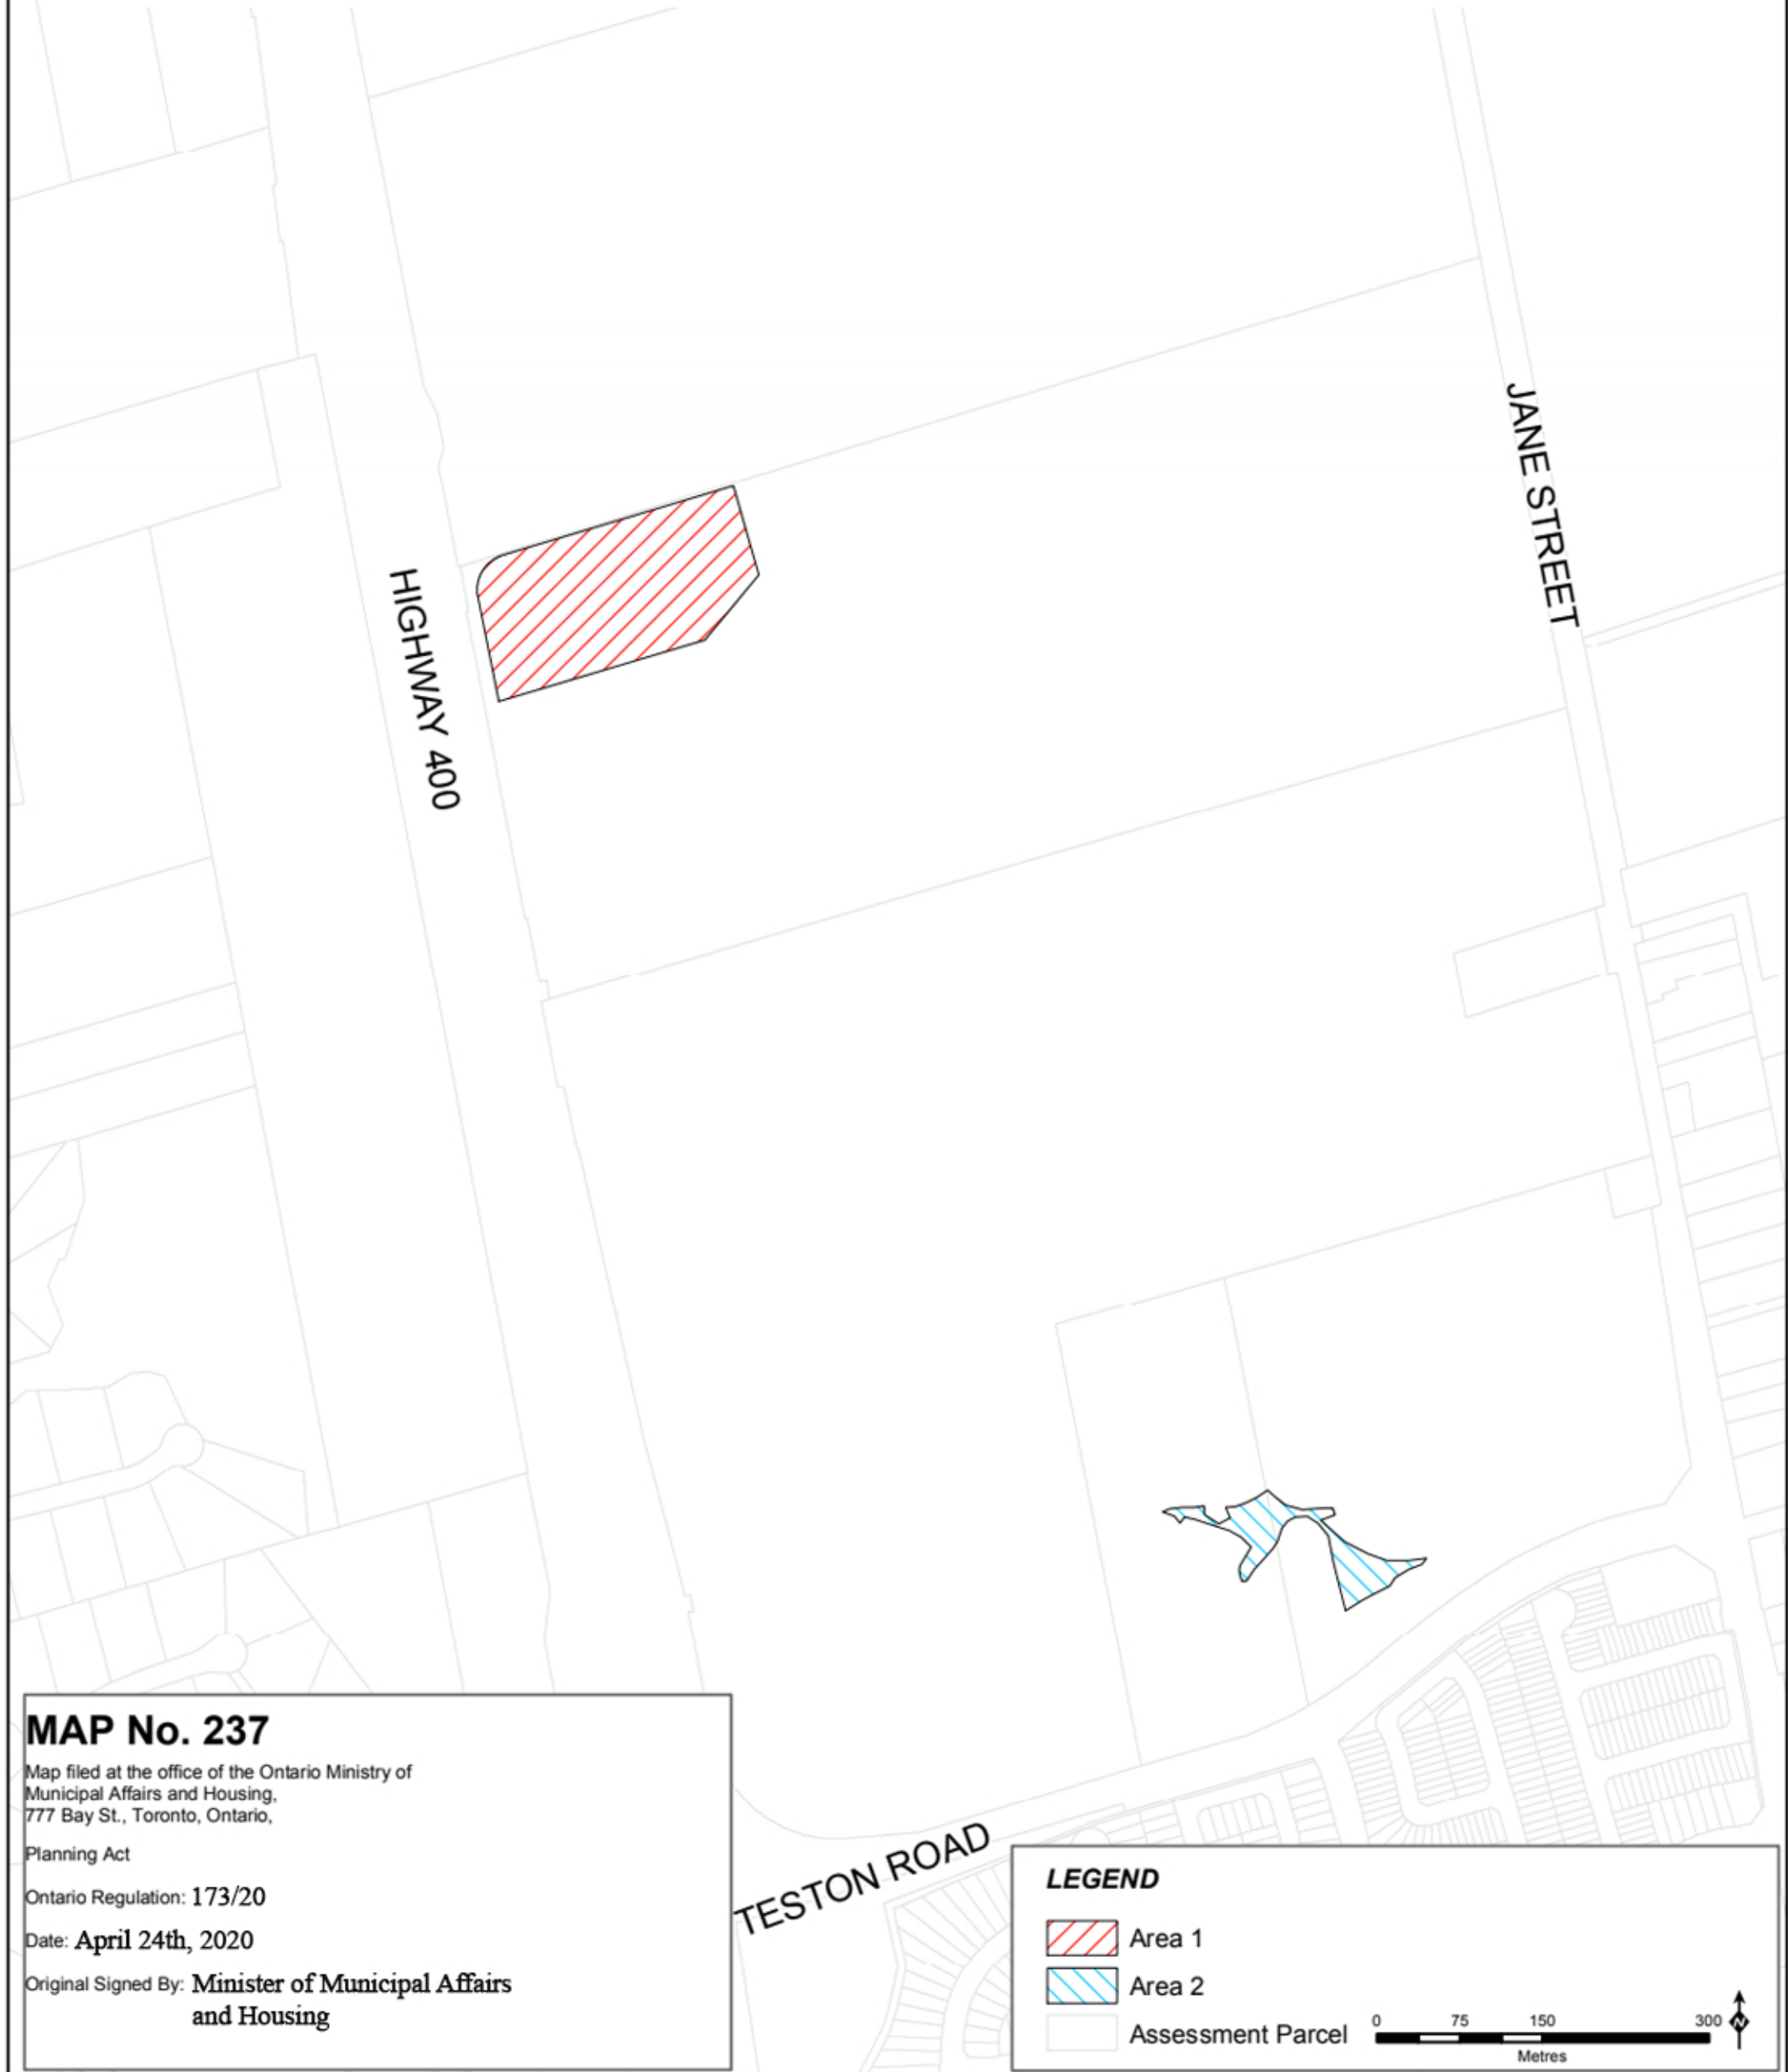 JANE STREET
HIGHWAY 400
MAP No. 237
Map filed at the office of the Ontario Ministry of
Municipal Affairs and Housing,
777 Bay St., Toronto, Ontario,
Planning Act
Ontario Regulation: 173/20
Date: April 24th, 2020
Original Signed By: Minister of Municipal Affairs
and Housing
TESTON ROAD
LEGEND
Area 1
Area 2
Assessment Parcel
0 75 150 300
Metres
N